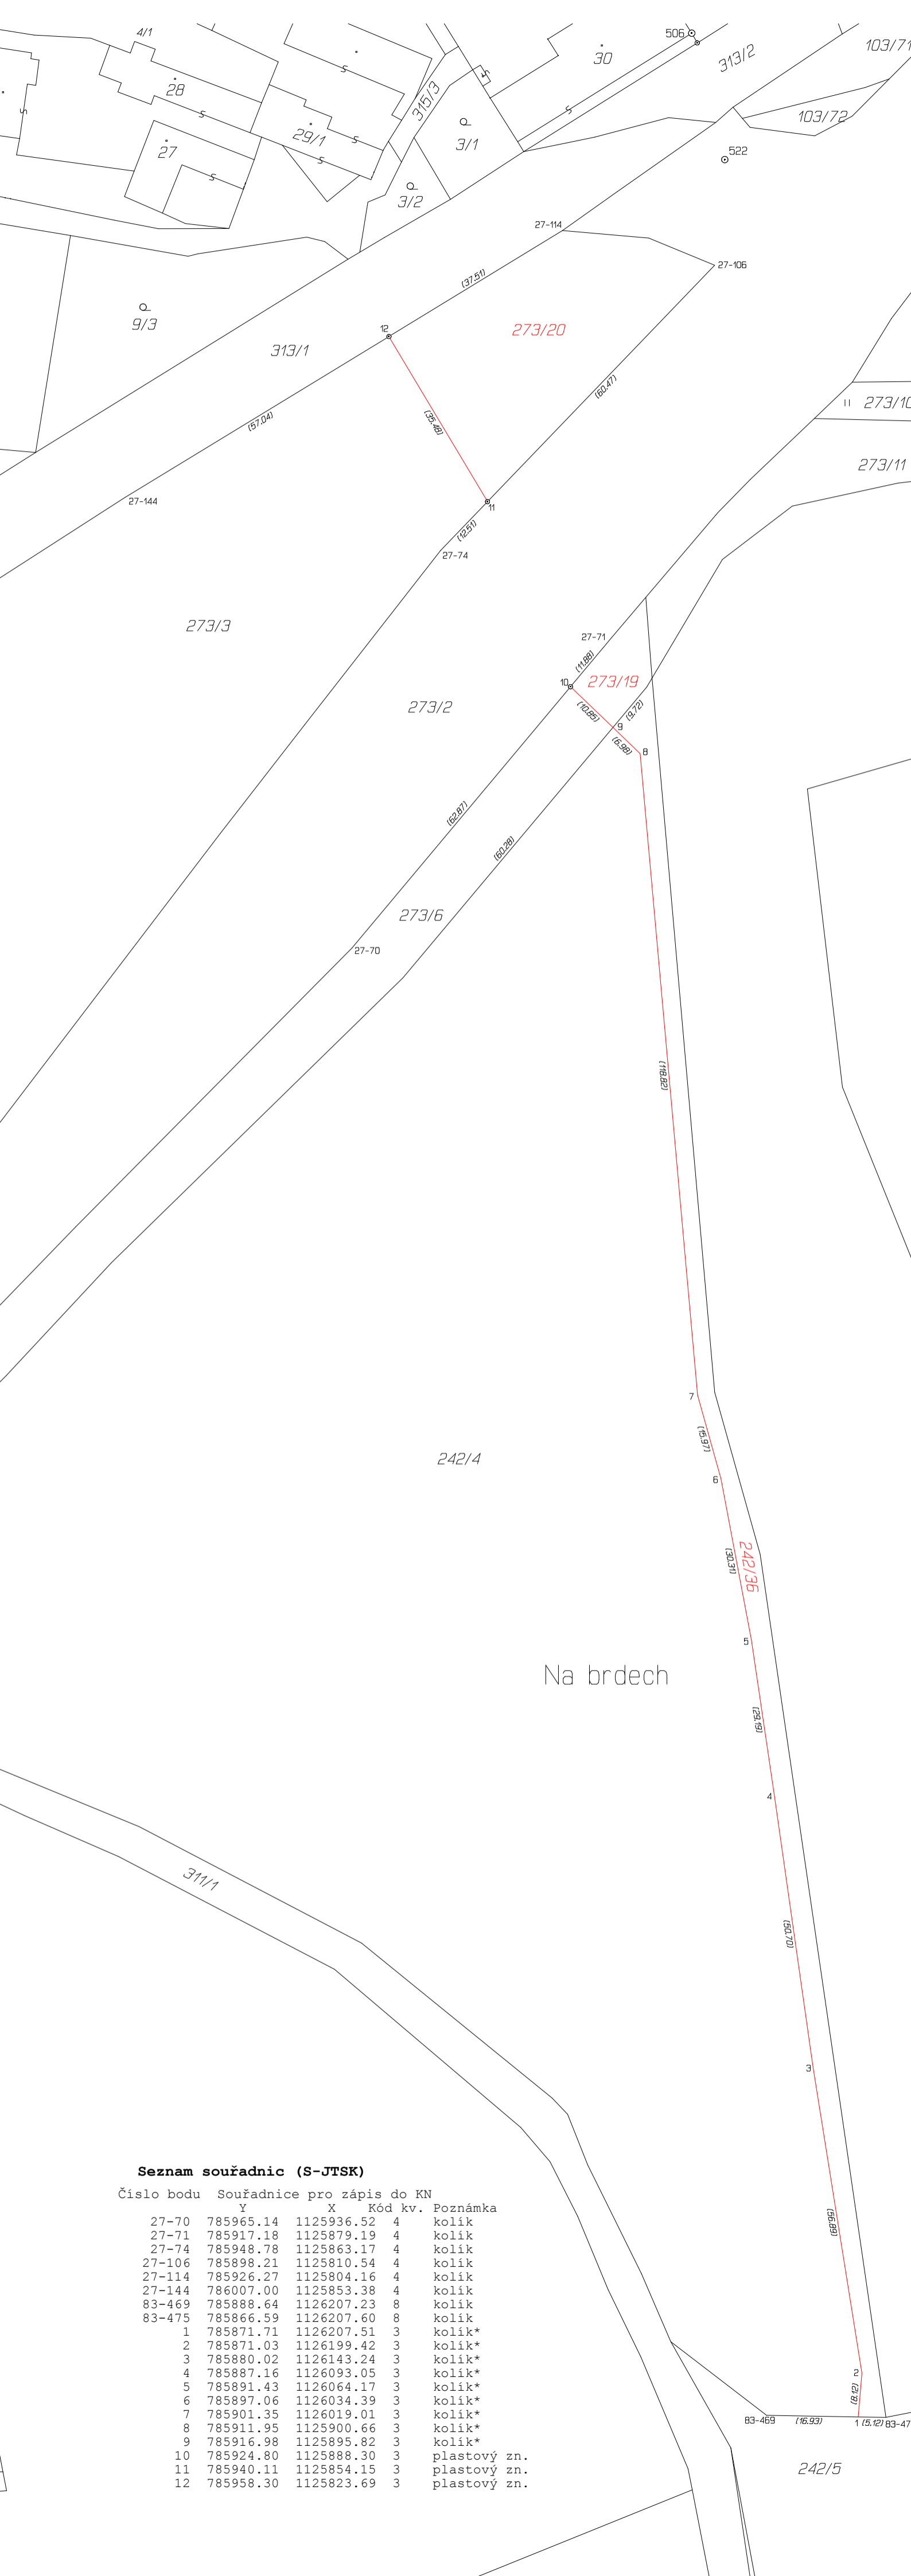 4/1
506
30
313/2
103/71
28
315/3
103/72
29/1
3/1
27
522
3/2
27-114
27-106
(37.51)
9/3
12
273/20
313/1
(60.47)
273/10
(57.04)
(35.48)
273/11
27-144
11
(12.51)
27-74
273/3
27-71
(11.88)
10
273/19
273/2
(10.85)
(9.72)
9
(6.98)
8
(62.87)
(60.28)
273/6
27-70
(118.82)
7
(15.97)
242/4
6
(30.31)
242/36
5
Na brdech
(29.19)
4
311/1
(50.70)
3
(56.89)
2
(8.12)
83-469
(16.93)
1
(5.12)
83-47
242/5
Seznam souřadnic (S-JTSK)
Číslo bodu Souřadnice pro zápis do KN
Y X Kód kv. Poznámka
27-70 785965.14 1125936.52 4 kolík
27-71 785917.18 1125879.19 4 kolík
27-74 785948.78 1125863.17 4 kolík
27-106 785898.21 1125810.54 4 kolík
27-114 785926.27 1125804.16 4 kolík
27-144 786007.00 1125853.38 4 kolík
83-469 785888.64 1126207.23 8 kolík
83-475 785866.59 1126207.60 8 kolík
1 785871.71 1126207.51 3 kolík*
2 785871.03 1126199.42 3 kolík*
3 785880.02 1126143.24 3 kolík*
4 785887.16 1126093.05 3 kolík*
5 785891.43 1126064.17 3 kolík*
6 785897.06 1126034.39 3 kolík*
7 785901.35 1126019.01 3 kolík*
8 785911.95 1125900.66 3 kolík*
9 785916.98 1125895.82 3 kolík*
10 785924.80 1125888.30 3 plastový zn.
11 785940.11 1125854.15 3 plastový zn.
12 785958.30 1125823.69 3 plastový zn.